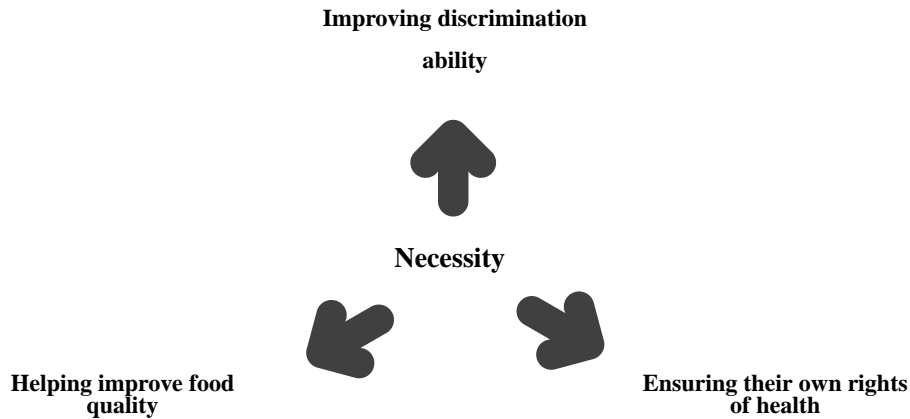 Improving discrimination
ability
Necessity
Helping improve food
quality
Ensuring their own rights
of health